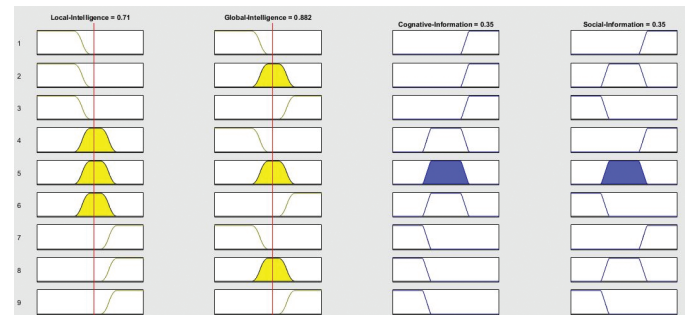 Local-Intelligence = 0.71
Global-Intelligence = 0.882
Cognative-Information = 0.35
Social-Information = 0.35
1
2
3
4
5
6
7
8
9